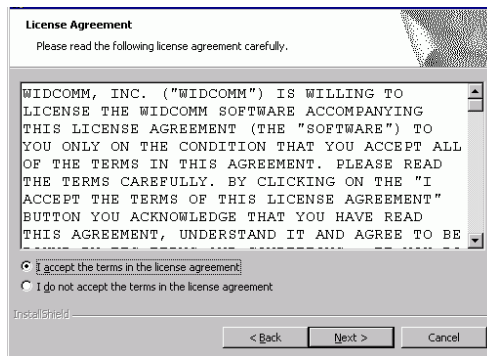 License Agreement
Please read the following license agreement carefully.
WIDCOMM, INC. ("WIDCOMM") IS WILLING TO
LICENSE THE WIDCOMM SOFTWARE ACCOMPANYING
THIS LICENSE AGREEMENT (THE "SOFTWARE") TO
YOU ONLY ON THE CONDITION THAT YOU ACCEPT ALL
OF THE TERMS IN THIS AGREEMENT. PLEASE READ
THE TERMS CAREFULLY. BY CLICKING ON THE "I
ACCEPT THE TERMS OF THIS LICENSE AGREEMENT"
BUTTON YOU ACKNOWLEDGE THAT YOU HAVE READ
THIS AGREEMENT, UNDERSTAND IT AND AGREE TO BE
I accept the terms in the license agreement
I do not accept the terms in the license agreement
InstallShield
< Back Next > Cancel